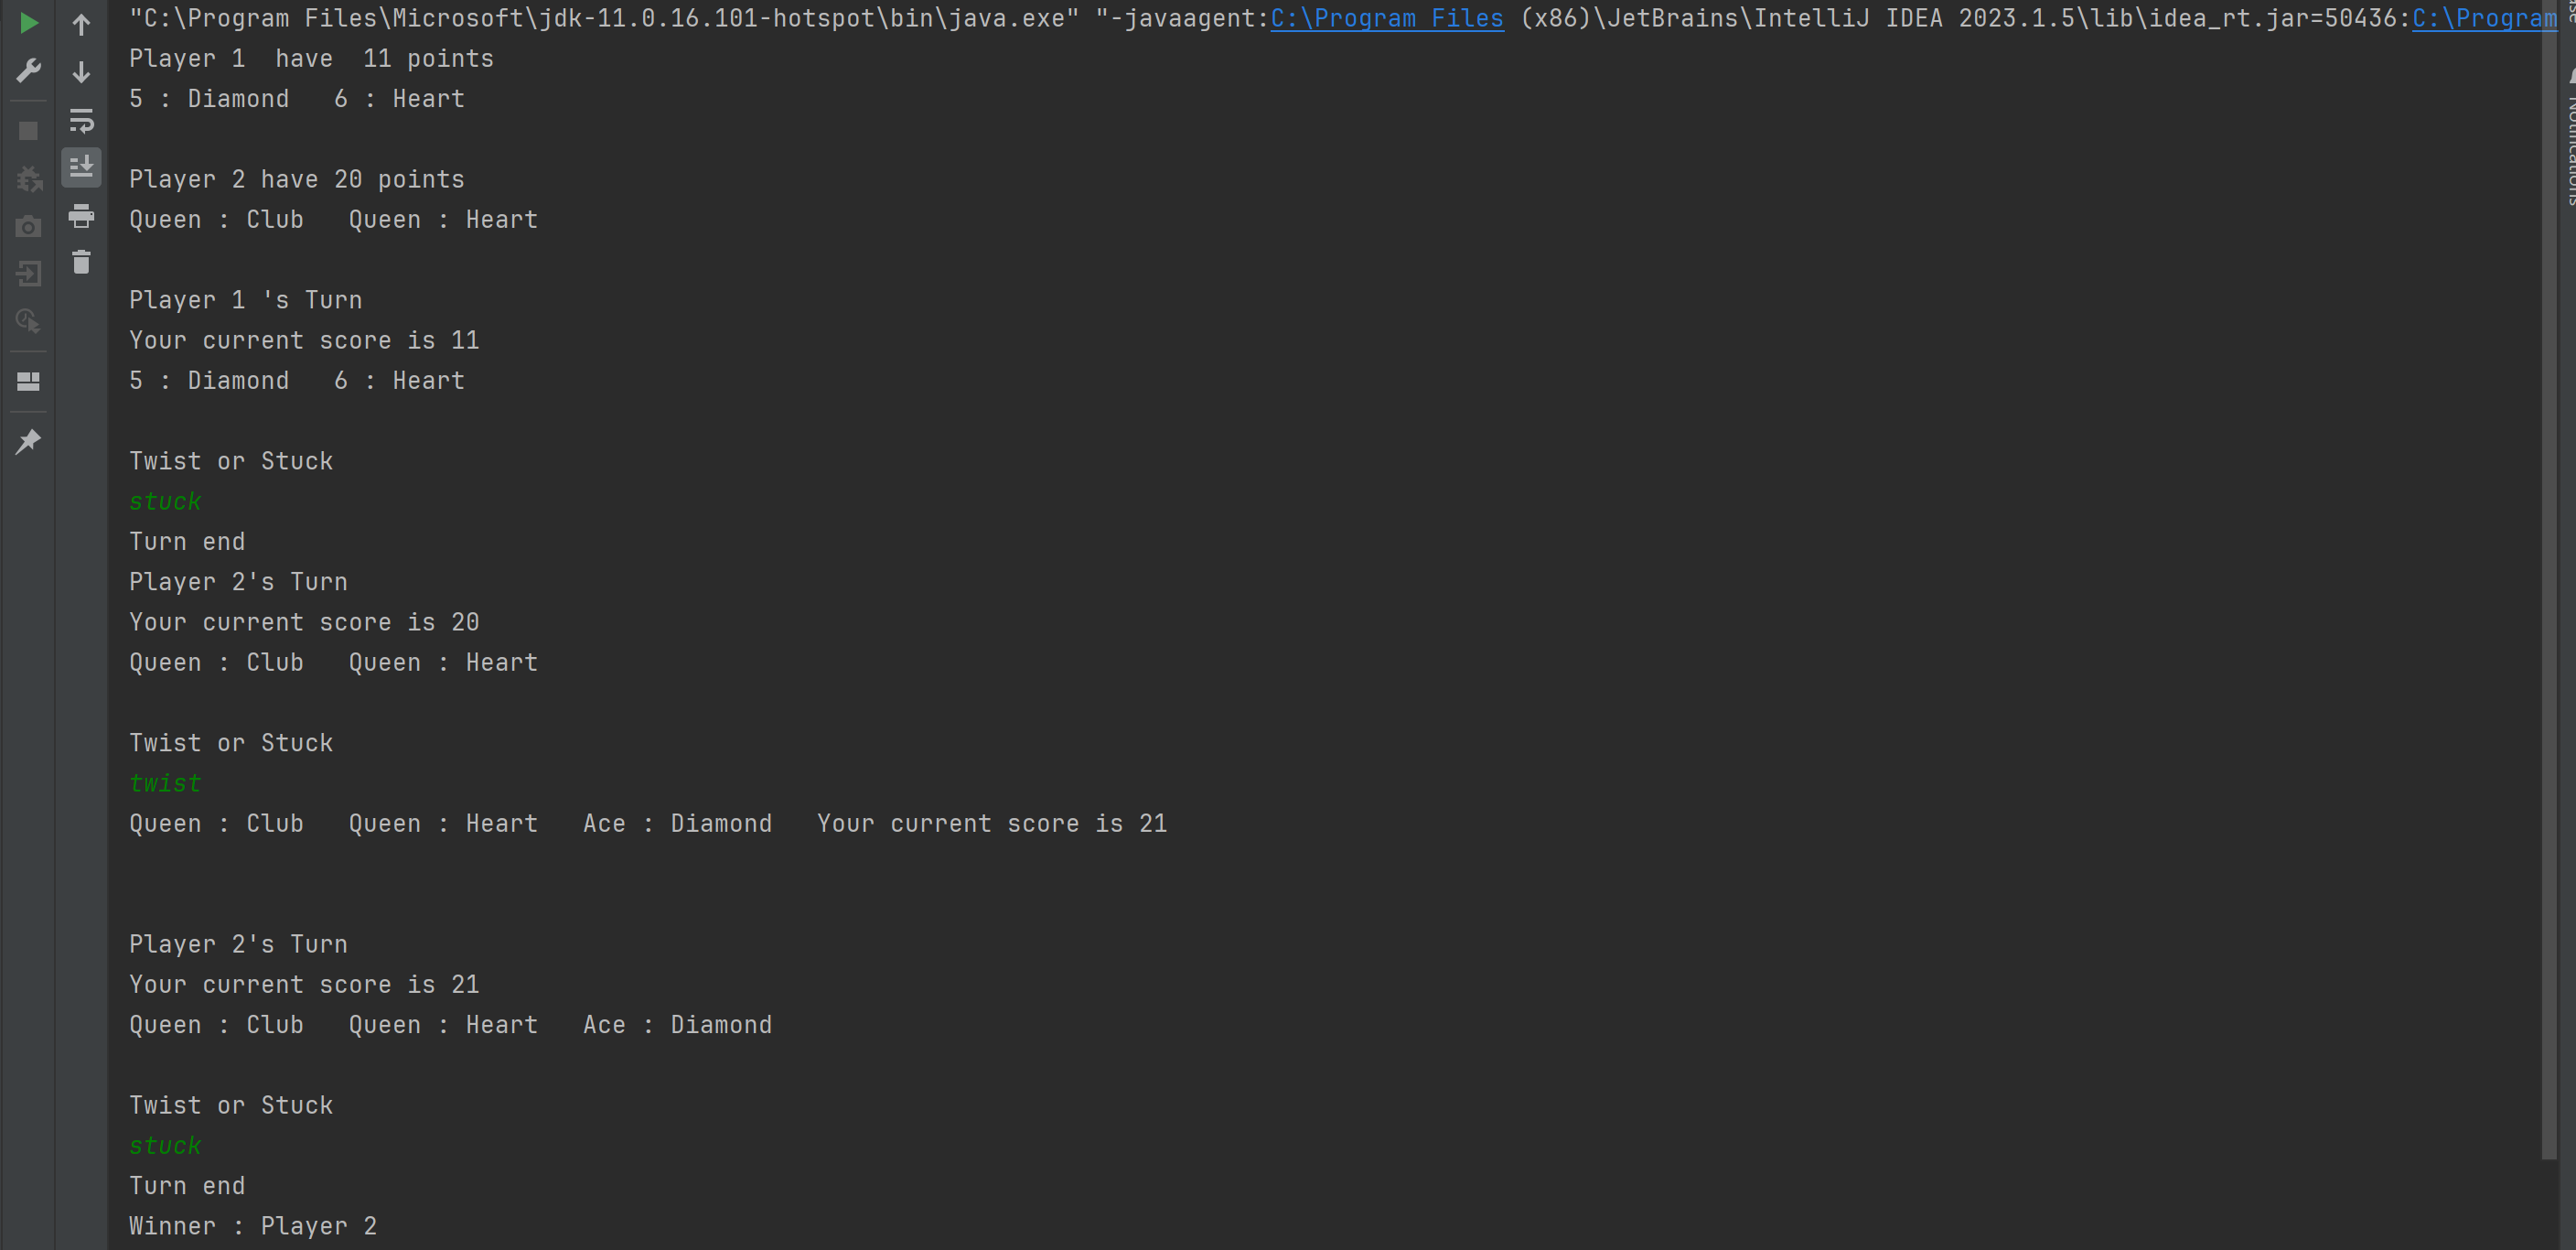 "C:\Program Files\Microsoft\jdk-11.0.16.101-hotspot\bin\java.exe" "-javaagent:C:\Program Files (x86)\JetBrains\IntelliJ IDEA 2023.1.5\lib\idea_rt.jar=50436:C:\Program
Player 1  have  11 points
5 : Diamond   6 : Heart
Player 2 have 20 points
Queen : Club   Queen : Heart
Player 1 's Turn
Your current score is 11
5 : Diamond   6 : Heart
Twist or Stuck
stuck
Turn end
Player 2's Turn
Your current score is 20
Queen : Club   Queen : Heart
Twist or Stuck
twist
Queen : Club   Queen : Heart   Ace : Diamond   Your current score is 21
Player 2's Turn
Your current score is 21
Queen : Club   Queen : Heart   Ace : Diamond
Twist or Stuck
stuck
Turn end
Winner : Player 2
Notifications